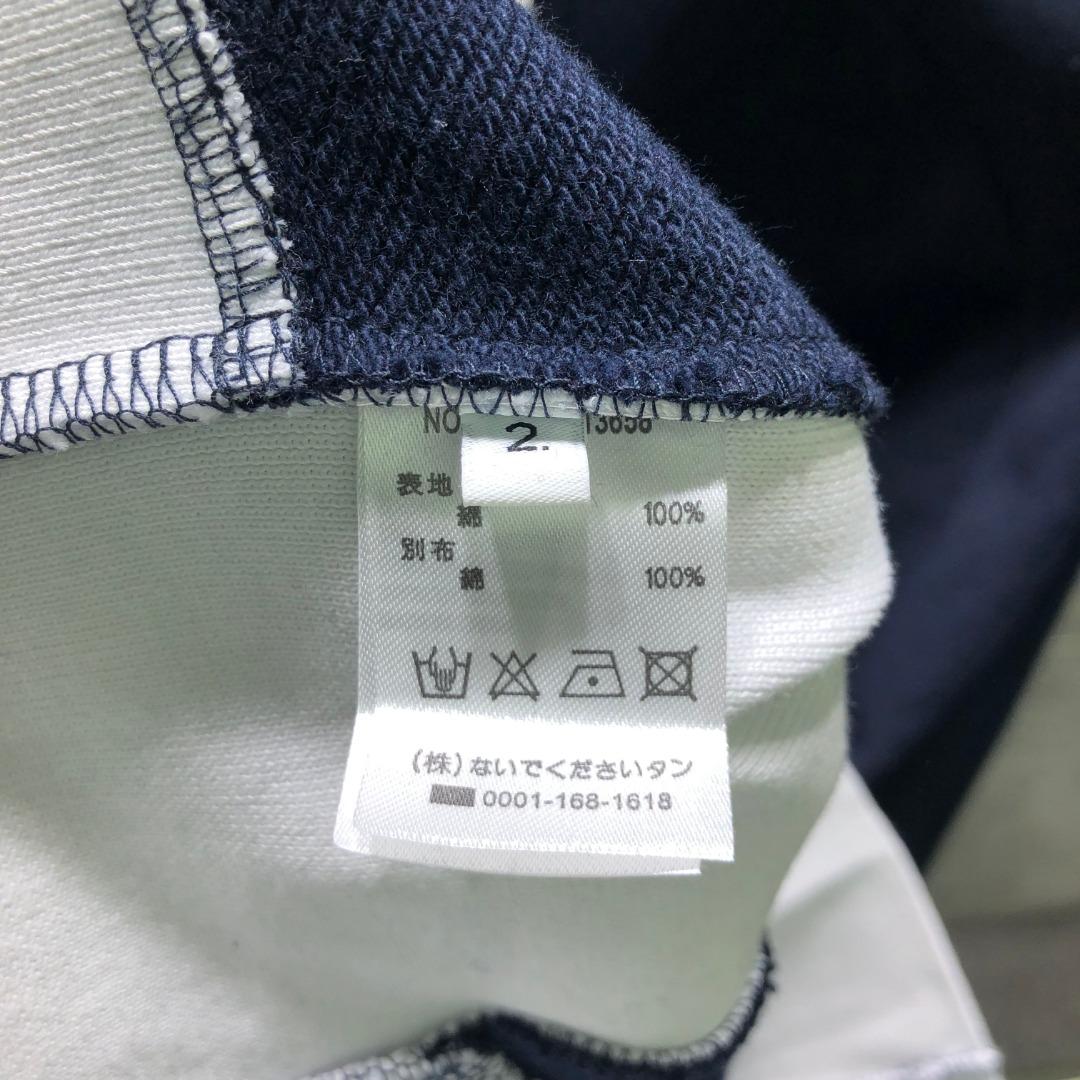 NO
2.
表地
綿 100%
別布
綿 100%
(株)ないでくださいタン
0001-168-1618